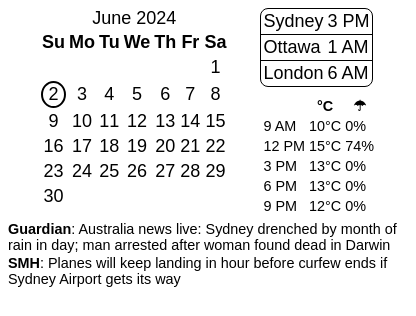 June 2024
Su Mo Tu We Th Fr Sa
1
2 3 4 5 6 7 8
9 10 11 12 13 14 15
16 17 18 19 20 21 22
23 24 25 26 27 28 29
30
Sydney 3 PM
Ottawa 1 AM
London 6 AM
°C ☂
9 AM 10°C 0%
12 PM 15°C 74%
3 PM 13°C 0%
6 PM 13°C 0%
9 PM 12°C 0%
Guardian: Australia news live: Sydney drenched by month of
rain in day; man arrested after woman found dead in Darwin
SMH: Planes will keep landing in hour before curfew ends if
Sydney Airport gets its way